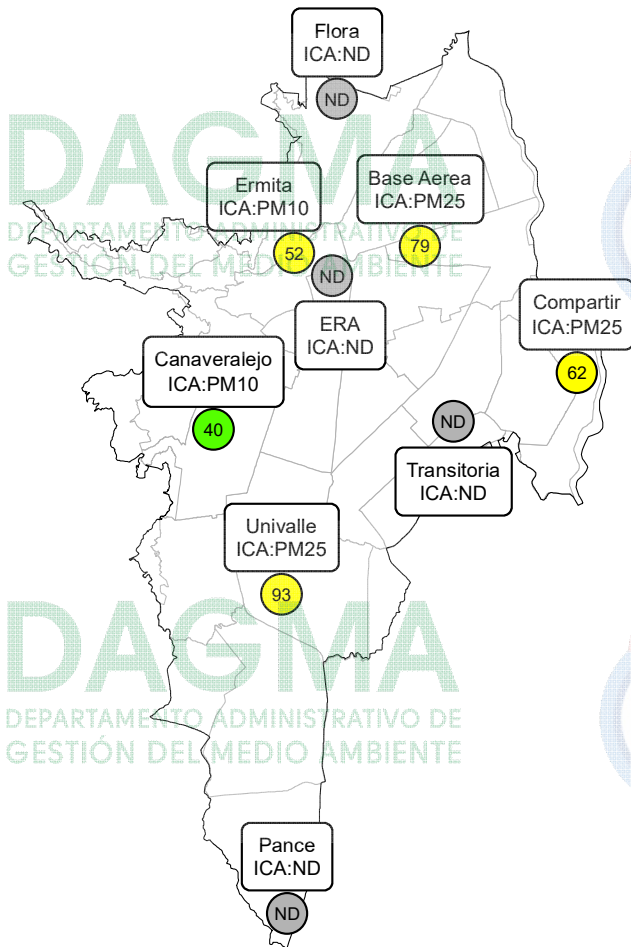 Flora
ICA:ND
ND
DAGMA
DEPARTAMENTO ADMINISTRATIVO DE
GESTIÓN DEL MEDIO AMBIENTE
Ermita
ICA:PM10
52
Base Aerea
ICA:PM25
79
ND
ERA
ICA:ND
Compartir
ICA:PM25
62
Canaveralejo
ICA:PM10
40
ND
Transitoria
ICA:ND
Univalle
ICA:PM25
93
DAGMA
DEPARTAMENTO ADMINISTRATIVO DE
GESTIÓN DEL MEDIO AMBIENTE
Pance
ICA:ND
ND